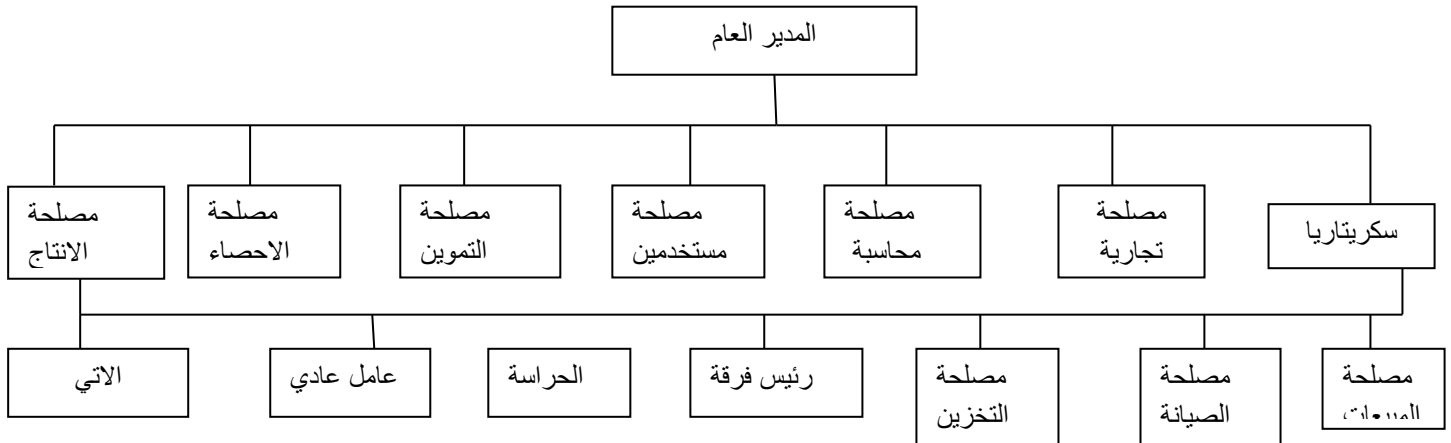 المدير العام
سكريتاريا
مصلحة
تجارية
مصلحة
محاسبة
مصلحة
مستخدمين
مصلحة
التموين
مصلحة
الاحصاء
مصلحة
الانتاج
مصلحة
المبيعات
مصلحة
الصيانة
مصلحة
التخزين
رئيس فرقة
الحراسة
عامل عادي
الاتي